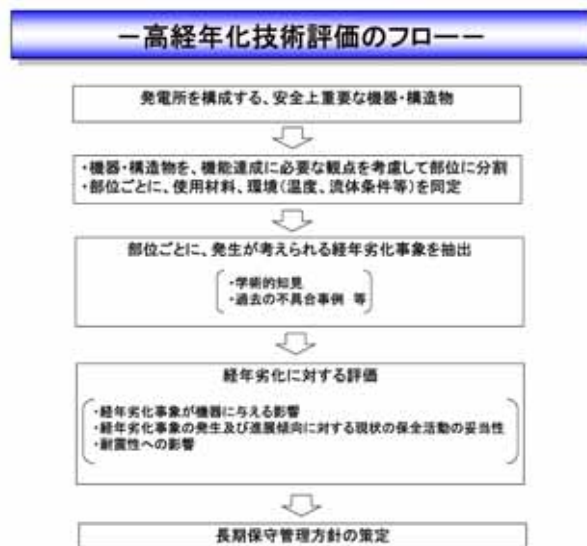 －高経年化技術評価のフロー－
発電所を構成する、安全上重要な機器・構造物
・機器・構造物を、機能達成に必要な観点を考慮して部位に分割
・部位ごとに、使用材料、環境(温度、流体条件等)を同定
部位ごとに、発生が考えられる経年劣化事象を抽出
・学術的知見
・過去の不具合事例 等
経年劣化に対する評価
・経年劣化事象が機器に与える影響
・経年劣化事象の発生及び進展傾向に対する現状の保全活動の妥当性
・耐震性への影響
長期保守管理方針の策定